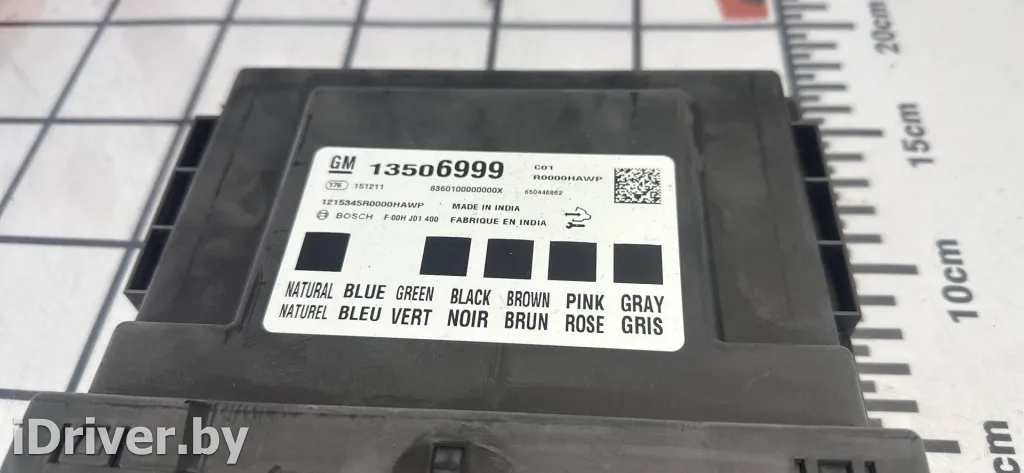 20cm
15cm
10cm
GM 13506999 C01
R0000HAWP
176 151211 8360100000000X 650446862
1215345R0000HAWP MADE IN INDIA
BOSCH F 00H J01 400 FABRIQUE EN INDIA
NATURAL BLUE GREEN BLACK BROWN PINK GRAY
NATUREL BLEU VERT NOIR BRUN ROSE GRIS
iDriver.by